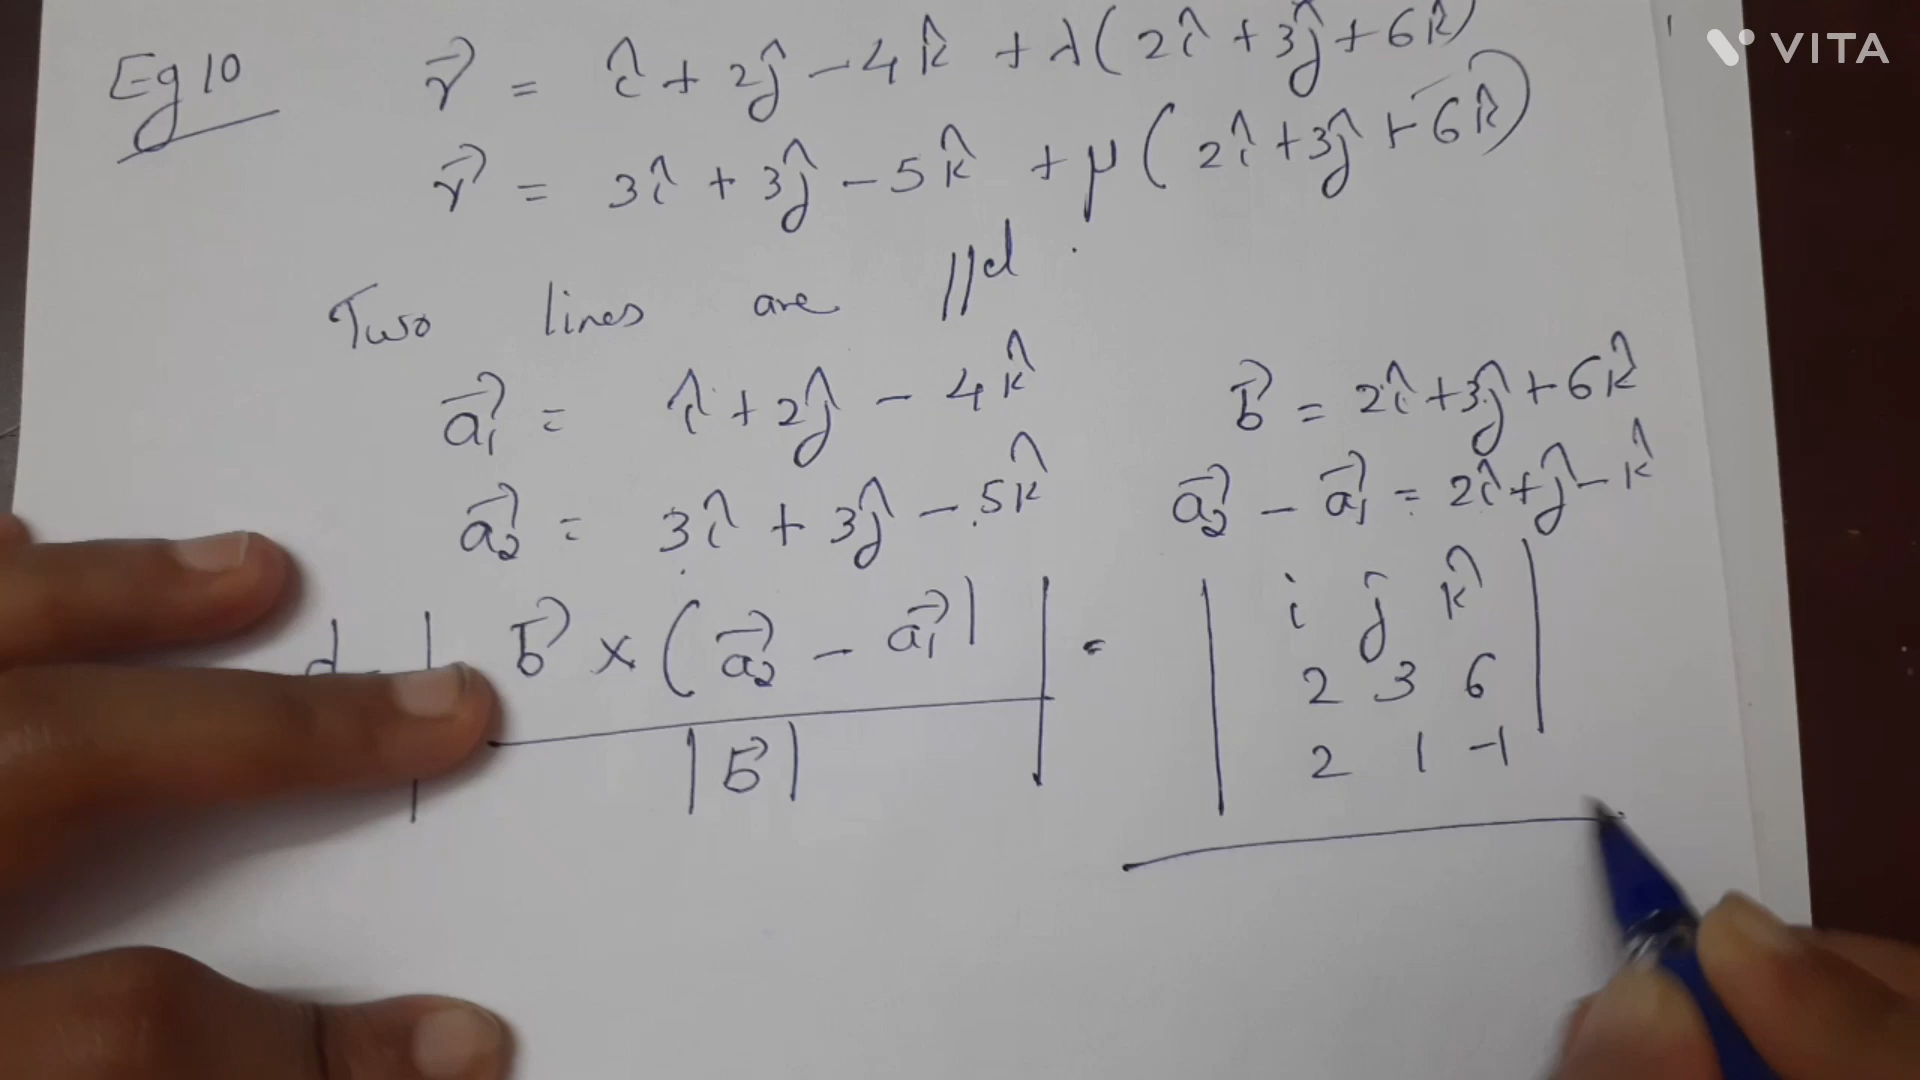 VITA
Eg 10 r⃗ = î + 2ĵ - 4k̂ + λ(2î + 3ĵ + 6k̂)
r⃗ = 3î + 3ĵ - 5k̂ + μ(2î + 3ĵ + 6k̂)
Two lines are ||el
a⃗₁ = î + 2ĵ - 4k̂ b⃗ = 2î + 3ĵ + 6k̂
a⃗₂ = 3î + 3ĵ - 5k̂ a⃗₂ - a⃗₁ = 2î + ĵ - k̂
| b⃗ × (a⃗₂ - a⃗₁| | = | i ĵ k̂ |
|b⃗| 2 3 6
2 1 -1